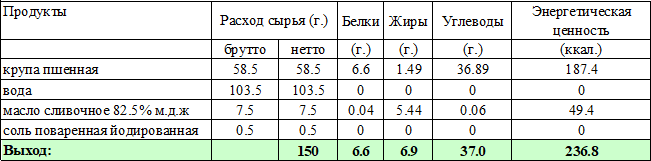 Продукты Расход сырья (г.) Белки Жиры Углеводы Энергетическая ценность
брутто нетто (г.) (г.) (г.) (ккал.)
крупа пшенная 58.5 58.5 6.6 1.49 36.89 187.4
вода 103.5 103.5 0 0 0 0
масло сливочное 82.5% м.д.ж 7.5 7.5 0.04 5.44 0.06 49.4
соль поваренная йодированная 0.5 0.5 0 0 0 0
Выход: 150 6.6 6.9 37.0 236.8